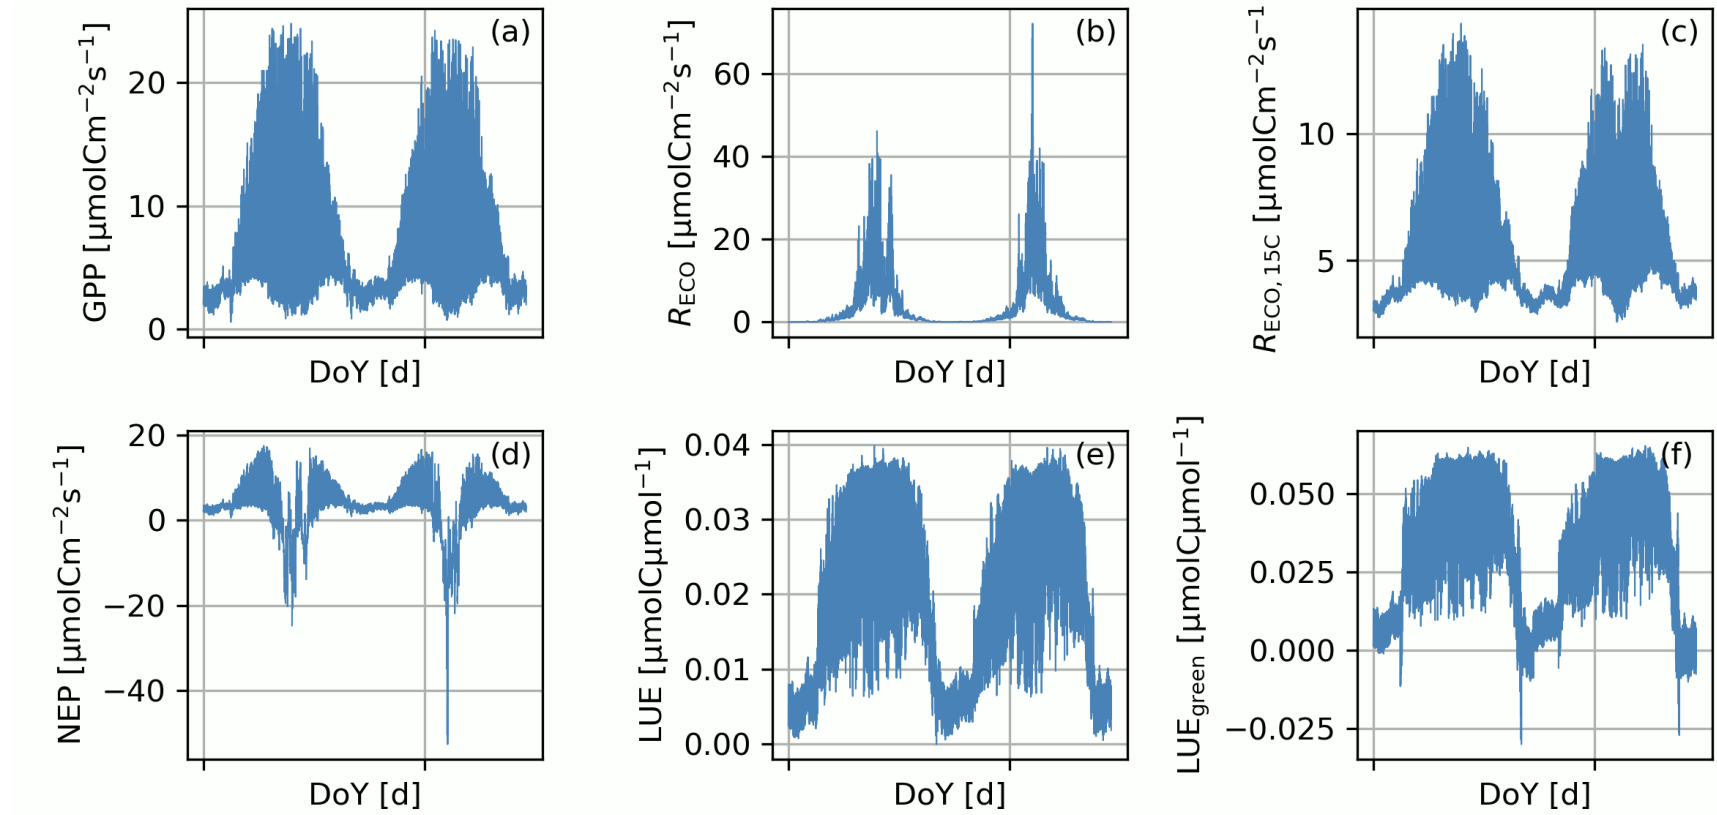 (a)
GPP [µmolCm⁻²s⁻¹]
20
10
0
DoY [d]
(b)
R_ECO [µmolCm⁻²s⁻¹]
60
40
20
0
DoY [d]
(c)
R_ECO, 15C [µmolCm⁻²s⁻¹
10
5
DoY [d]
(d)
NEP [µmolCm⁻²s⁻¹]
20
0
−20
−40
DoY [d]
(e)
LUE [µmolCµmol⁻¹]
0.04
0.03
0.02
0.01
0.00
DoY [d]
(f)
LUE_green [µmolCµmol⁻¹]
0.050
0.025
0.000
−0.025
DoY [d]